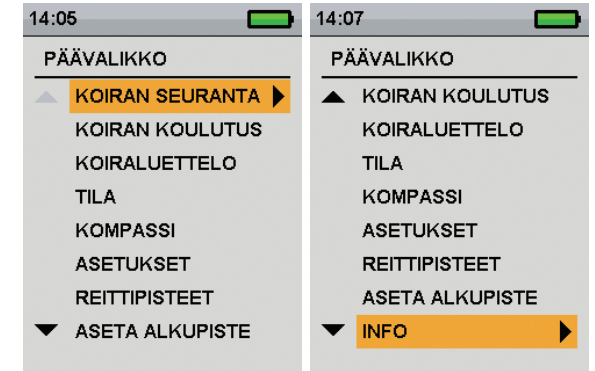 14:05
PÄÄVALIKKO
KOIRAN SEURANTA
KOIRAN KOULUTUS
KOIRALUETTELO
TILA
KOMPASSI
ASETUKSET
REITTIPISTEET
ASETA ALKUPISTE
14:07
PÄÄVALIKKO
KOIRAN KOULUTUS
KOIRALUETTELO
TILA
KOMPASSI
ASETUKSET
REITTIPISTEET
ASETA ALKUPISTE
INFO